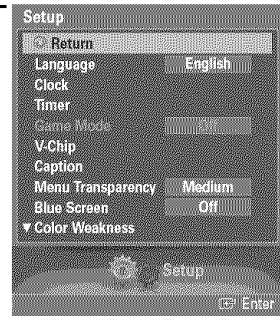 Setup
Return
Language English
Clock
Timer
Game Mode Off
V-Chip
Caption
Menu Transparency Medium
Blue Screen Off
▼ Color Weakness
Setup
Enter